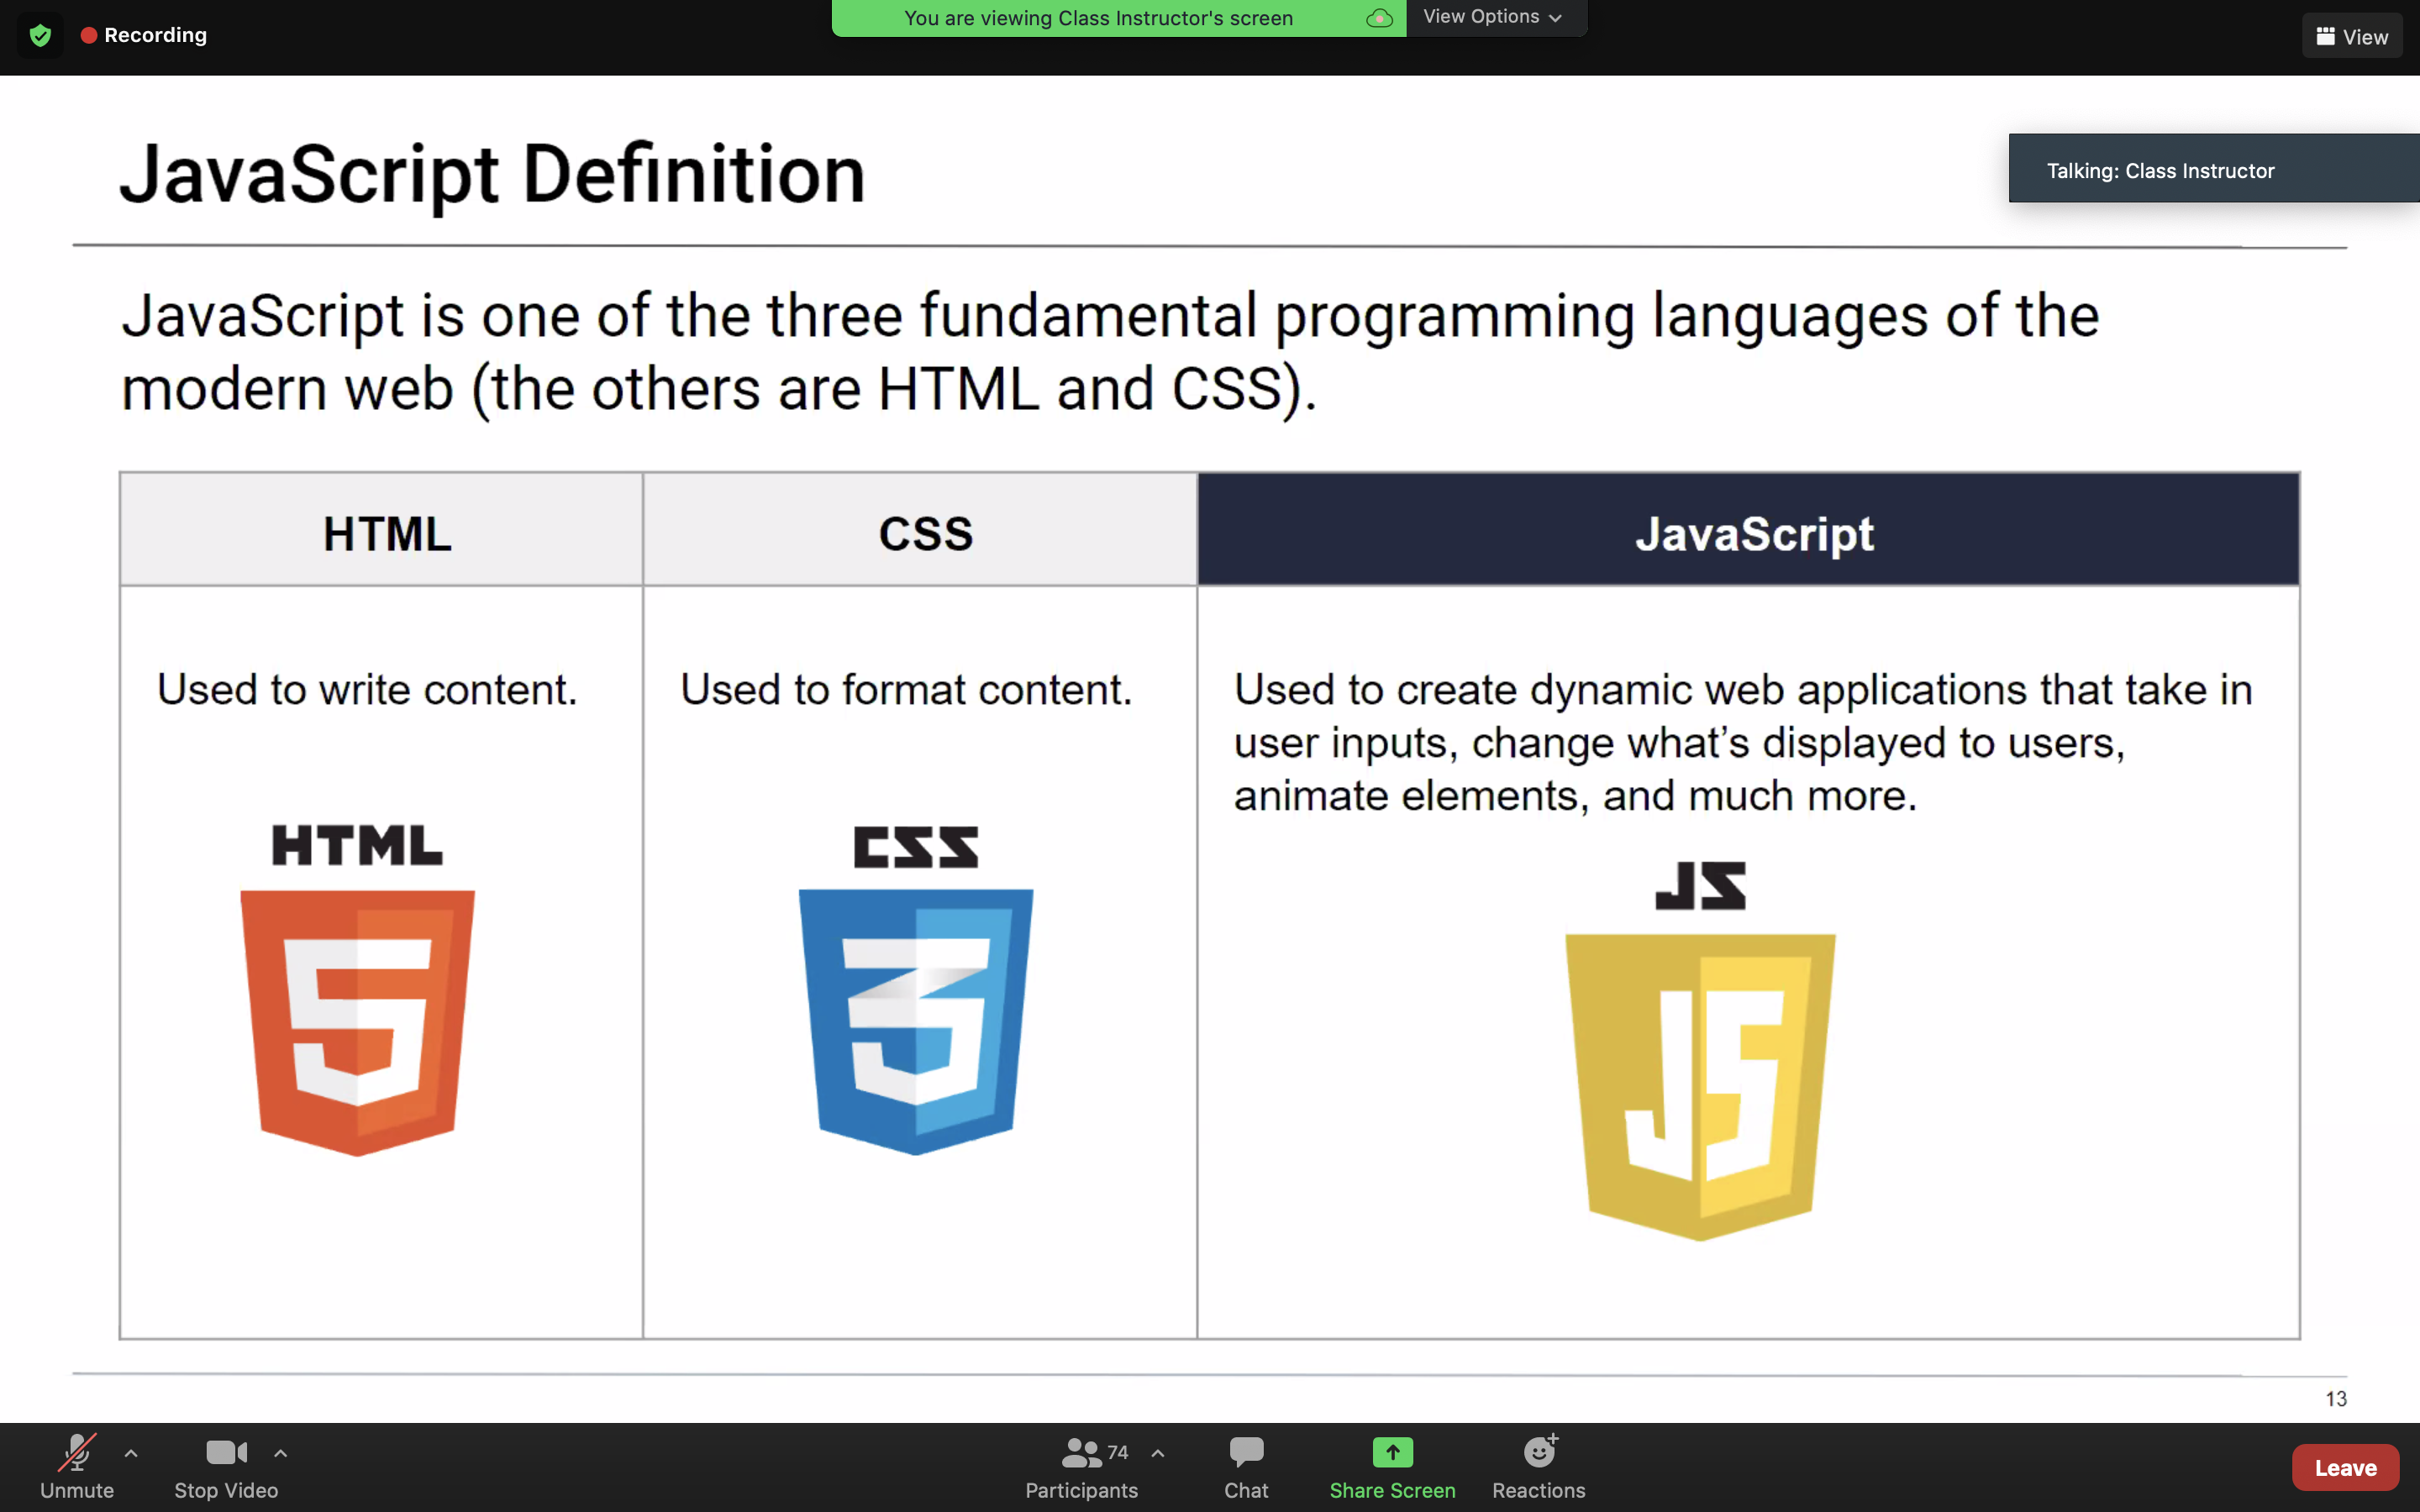 Recording
You are viewing Class Instructor's screen
View Options
View
JavaScript Definition
Talking: Class Instructor
JavaScript is one of the three fundamental programming languages of the
modern web (the others are HTML and CSS).
HTML
CSS
JavaScript
Used to write content.
Used to format content.
Used to create dynamic web applications that take in
user inputs, change what’s displayed to users,
animate elements, and much more.
HTML
5
CSS
3
JS
JS
13
Unmute
Stop Video
74
Participants
Chat
Share Screen
Reactions
Leave